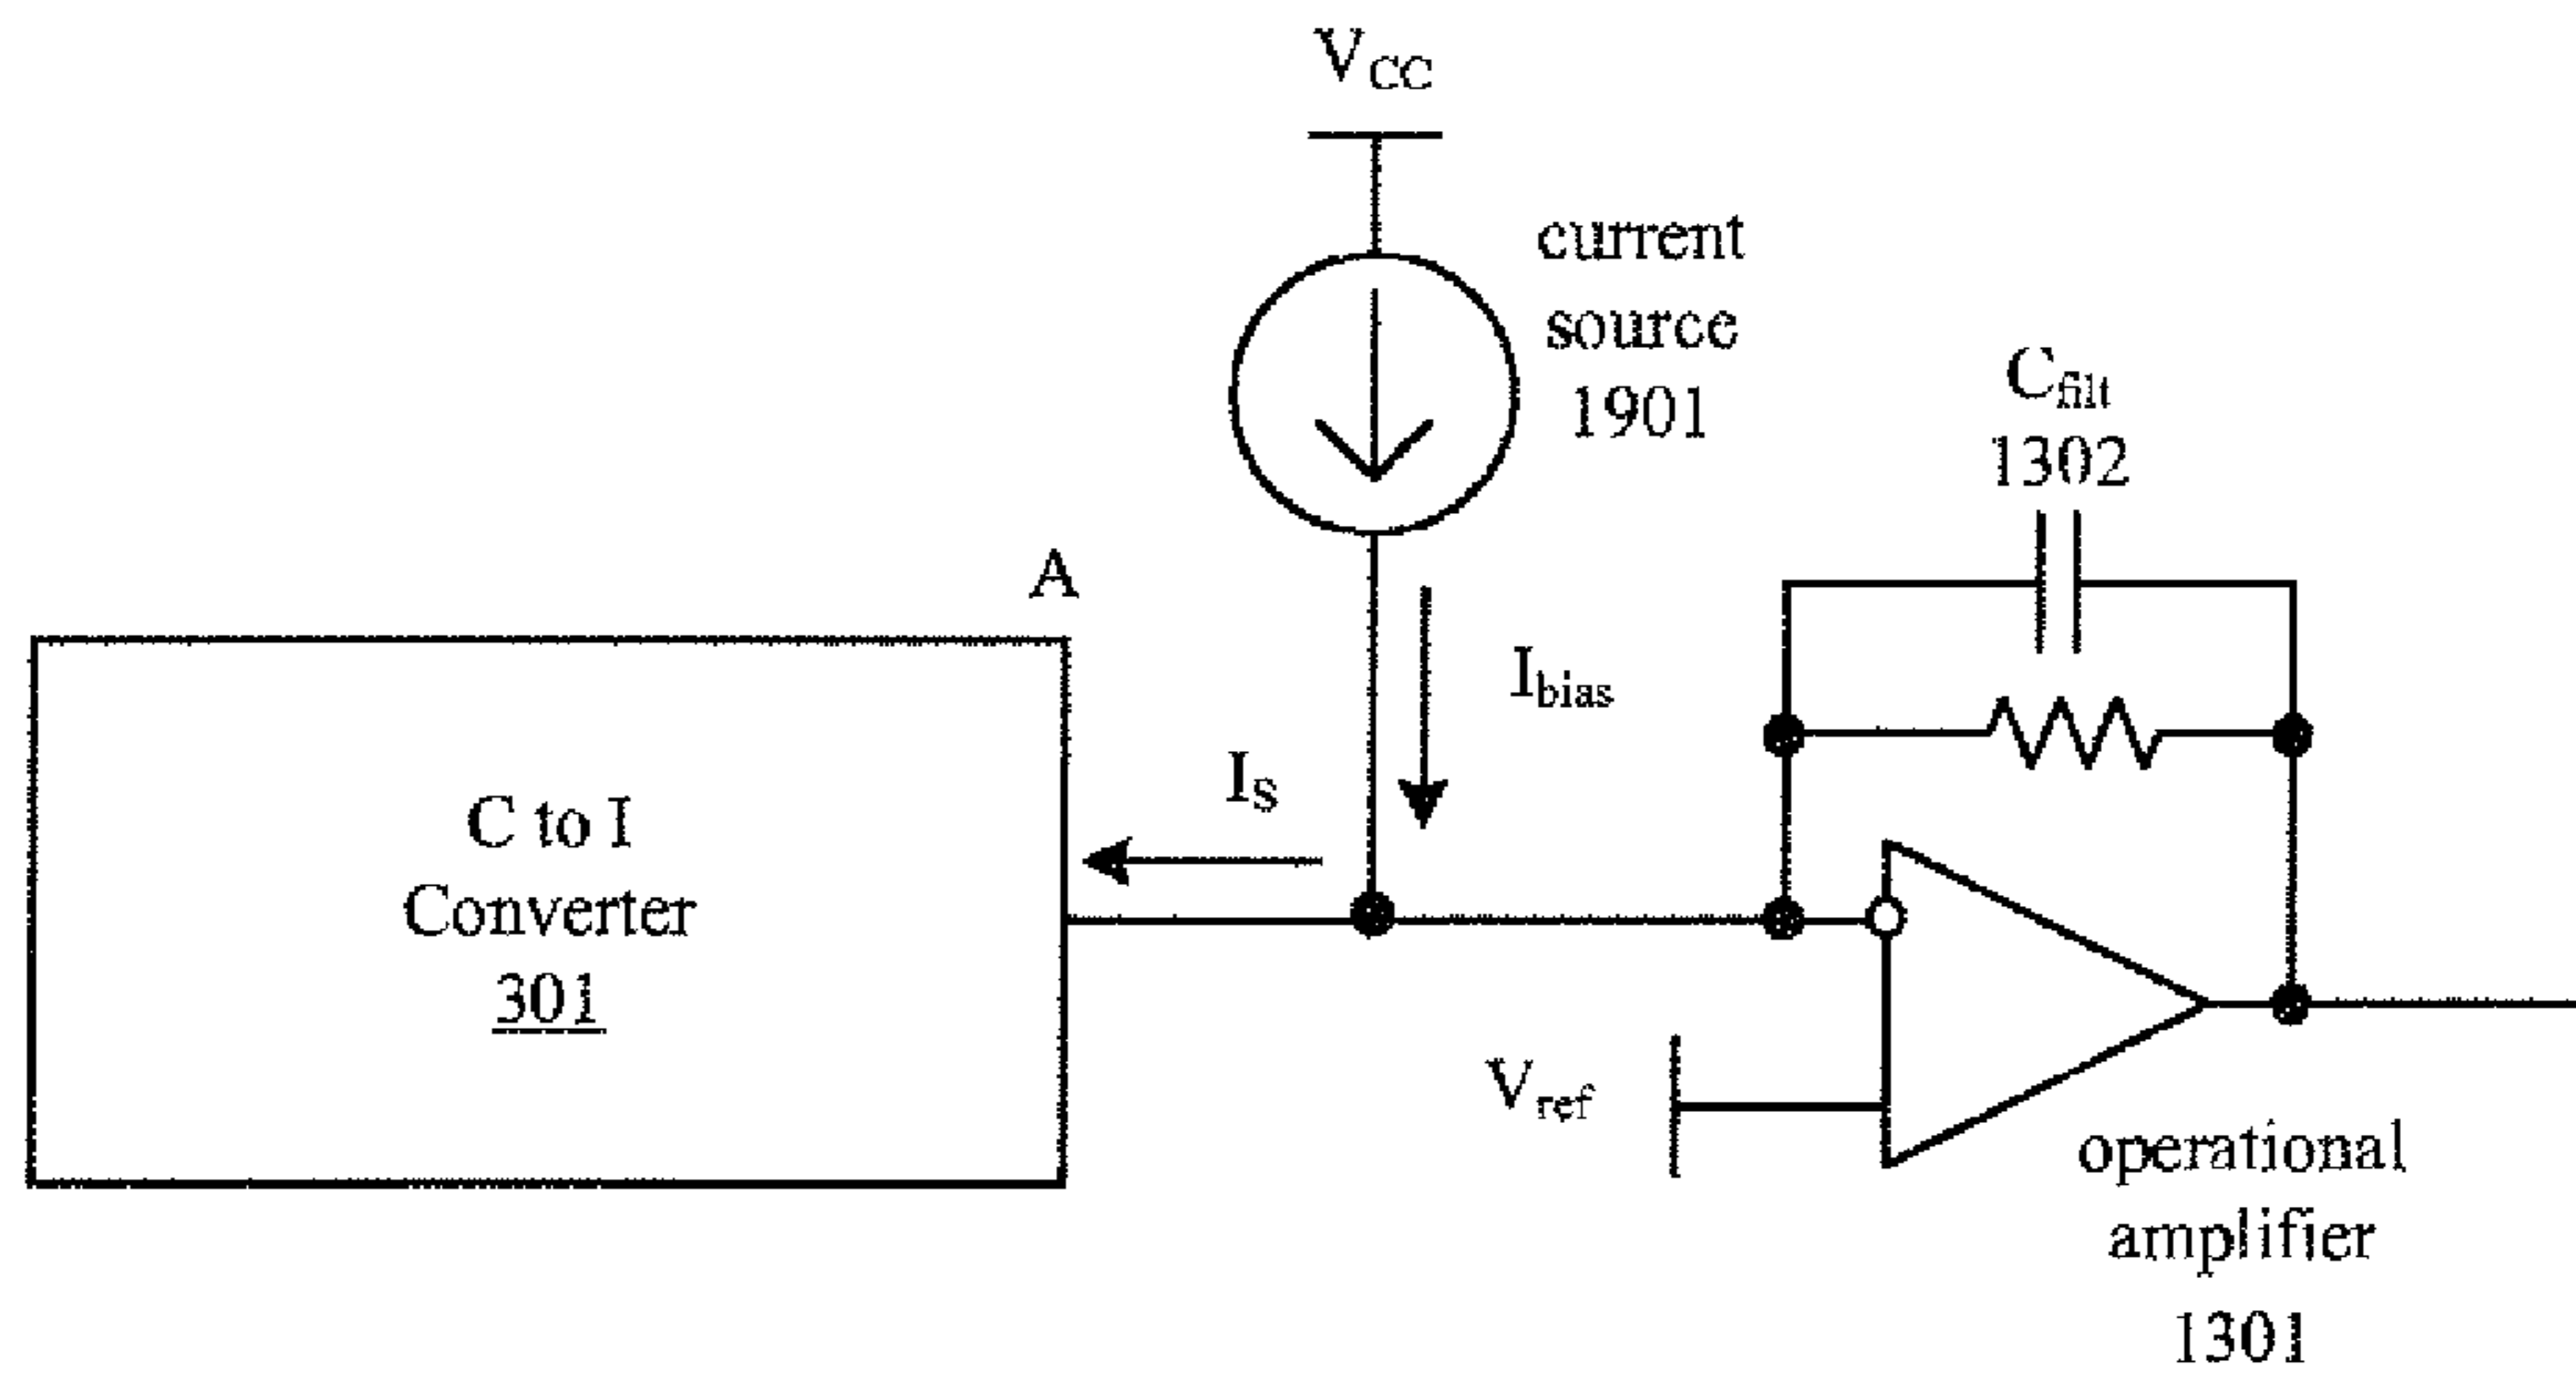 V_CC
current
source
1901
C_filt
1302
A
I_bias
I_S
C to I
Converter
301
V_ref
operational
amplifier
1301